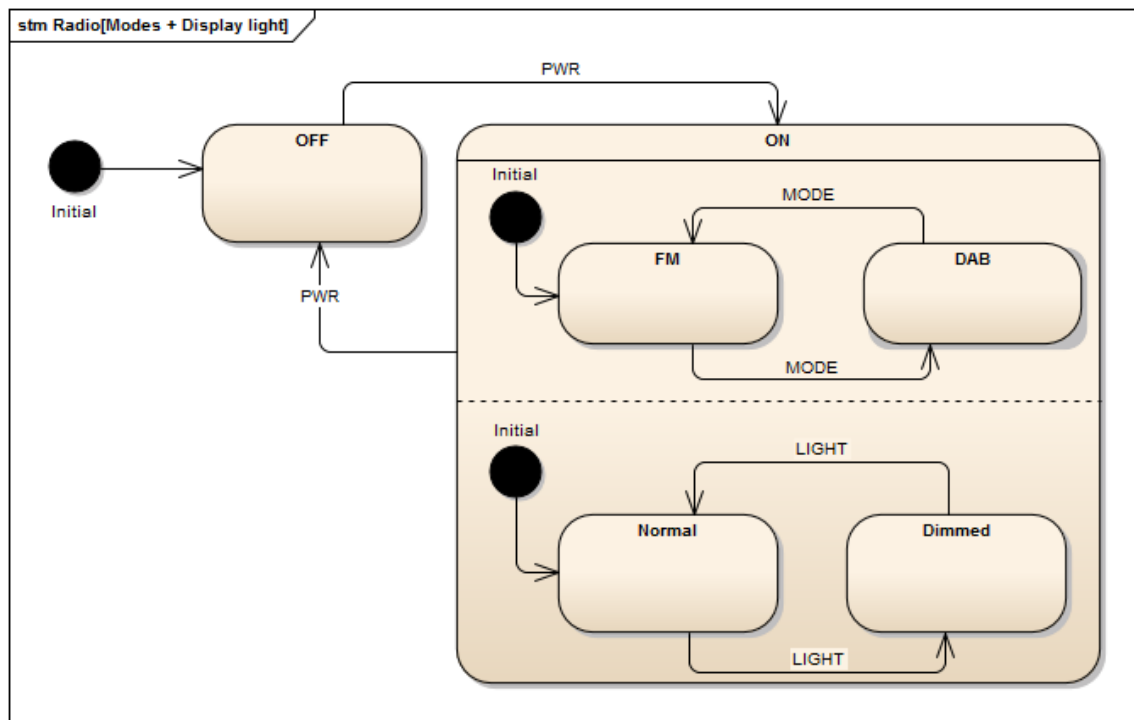 stm Radio[Modes + Display light]
PWR
OFF
ON
Initial
Initial
MODE
FM
DAB
PWR
MODE
Initial
LIGHT
Normal
Dimmed
LIGHT